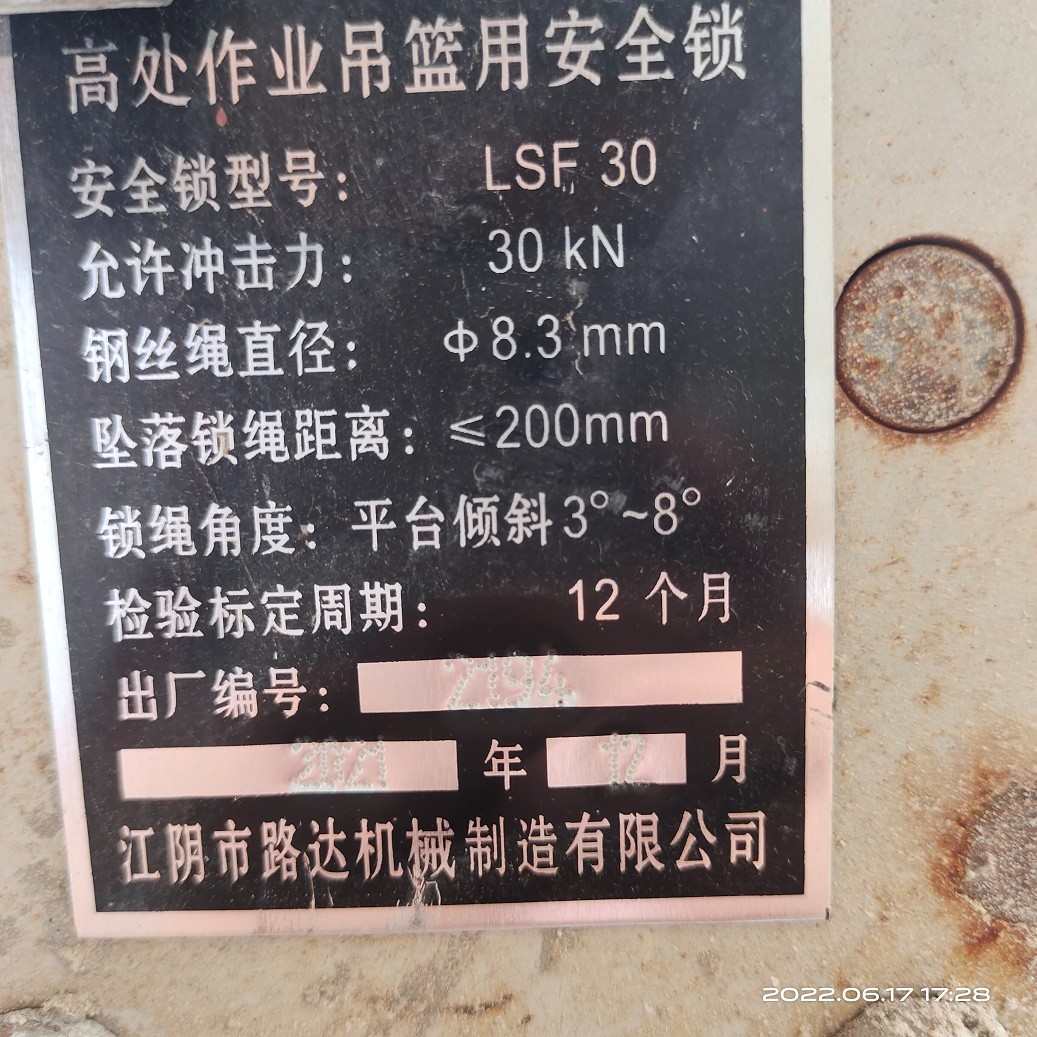 高处作业吊篮用安全锁
安全锁型号： LSF 30
允许冲击力： 30 kN
钢丝绳直径： ф8.3 mm
坠落锁绳距离：≤200mm
锁绳角度：平台倾斜3°~8°
检验标定周期： 12 个月
出厂编号： 2194
2021 年 12 月
江阴市路达机械制造有限公司
2022.06.17 17:28